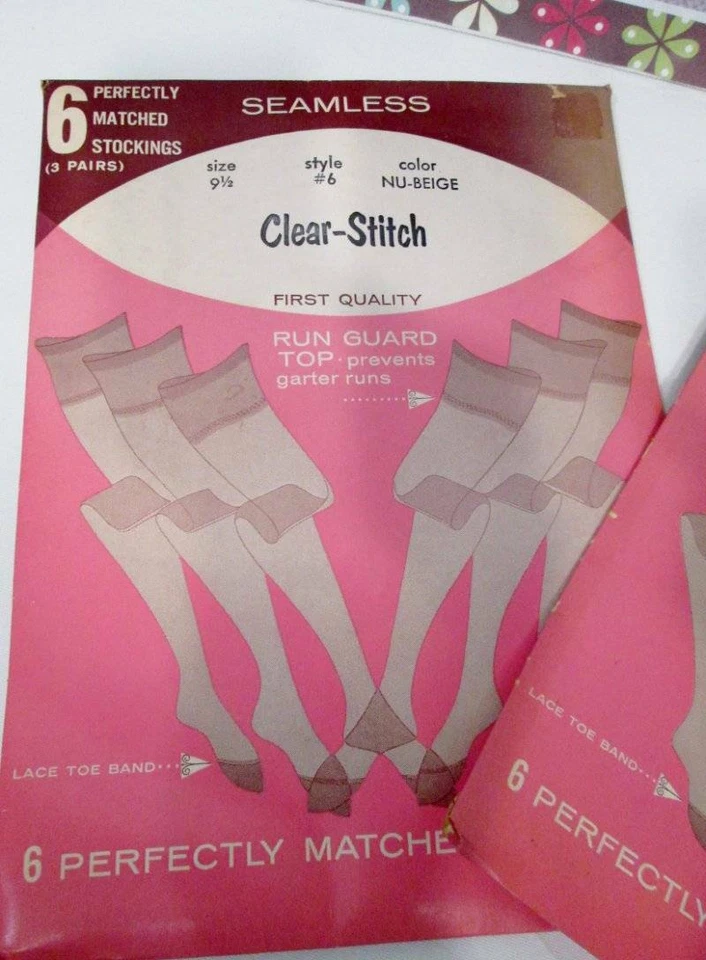 6 PERFECTLY
MATCHED
STOCKINGS
(3 PAIRS)
SEAMLESS
size
9½
style
#6
color
NU-BEIGE
Clear-Stitch
FIRST QUALITY
RUN GUARD
TOP · prevents
garter runs
LACE TOE BAND
6 PERFECTLY MATCHE
LACE TOE BAND
6 PERFECTLY